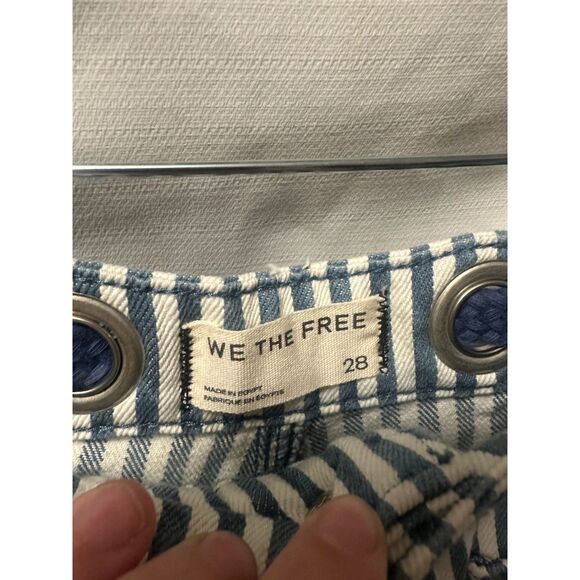 WE THE FREE
28
MADE IN EGYPT
FABRIQUE EN EGYPTE